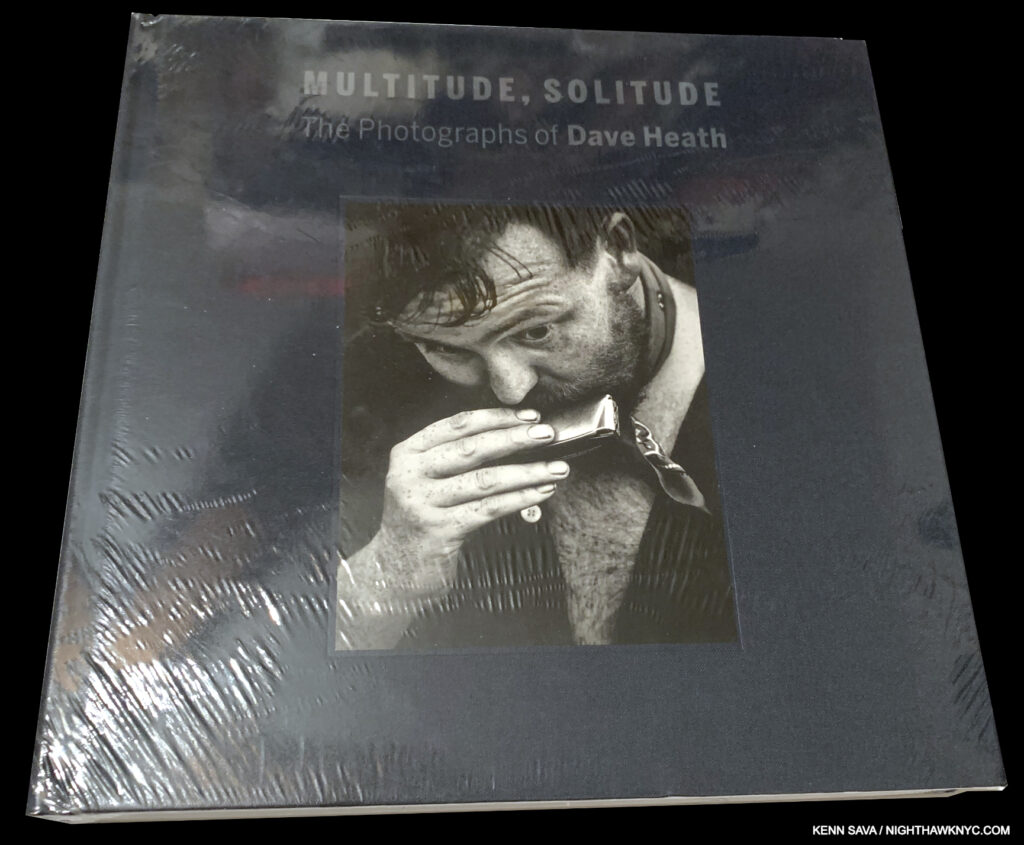 MULTITUDE, SOLITUDE
The Photographs of Dave Heath
KENN SAVA / NIGHTHAWKNYC.COM